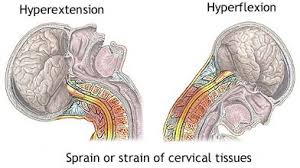 Hyperextension
Hyperflexion
Sprain or strain of cervical tissues